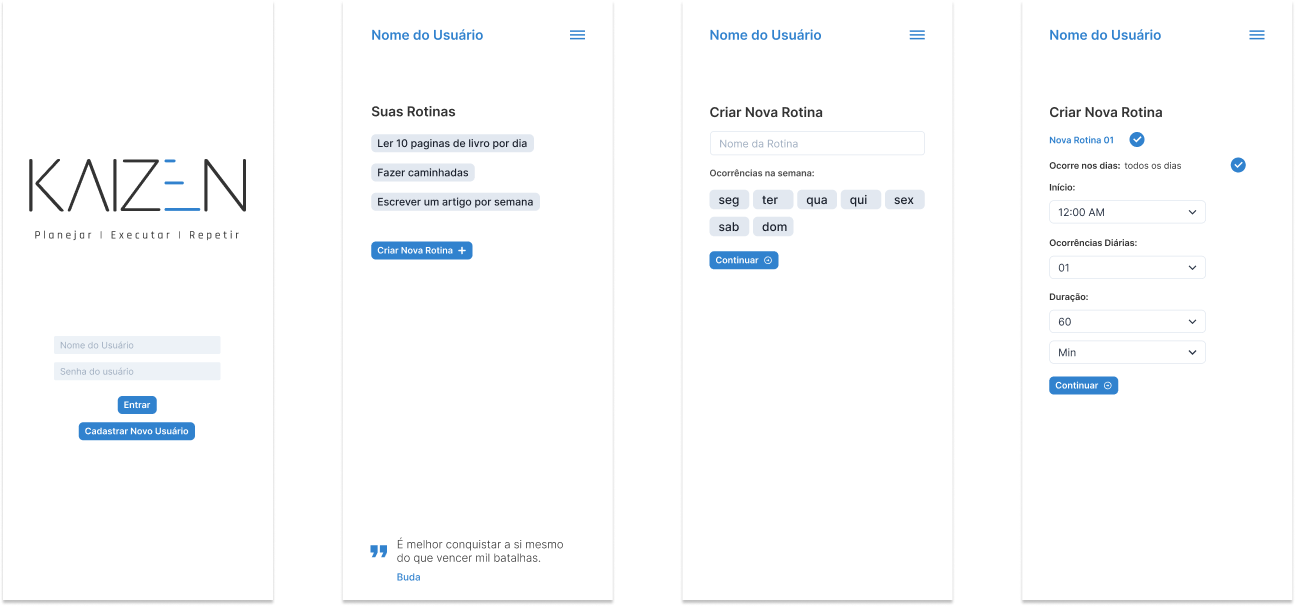 KAIZEN
Planejar | Executar | Repetir
Nome do Usuário
Senha do usuário
Entrar
Cadastrar Novo Usuário
Nome do Usuário
Suas Rotinas
Ler 10 paginas de livro por dia
Fazer caminhadas
Escrever um artigo por semana
Criar Nova Rotina +
É melhor conquistar a si mesmo
do que vencer mil batalhas.
Buda
Nome do Usuário
Criar Nova Rotina
Nome da Rotina
Ocorrências na semana:
seg ter qua qui sex
sab dom
Continuar
Nome do Usuário
Criar Nova Rotina
Nova Rotina 01
Ocorre nos dias: todos os dias
Início:
12:00 AM
Ocorrências Diárias:
01
Duração:
60
Min
Continuar